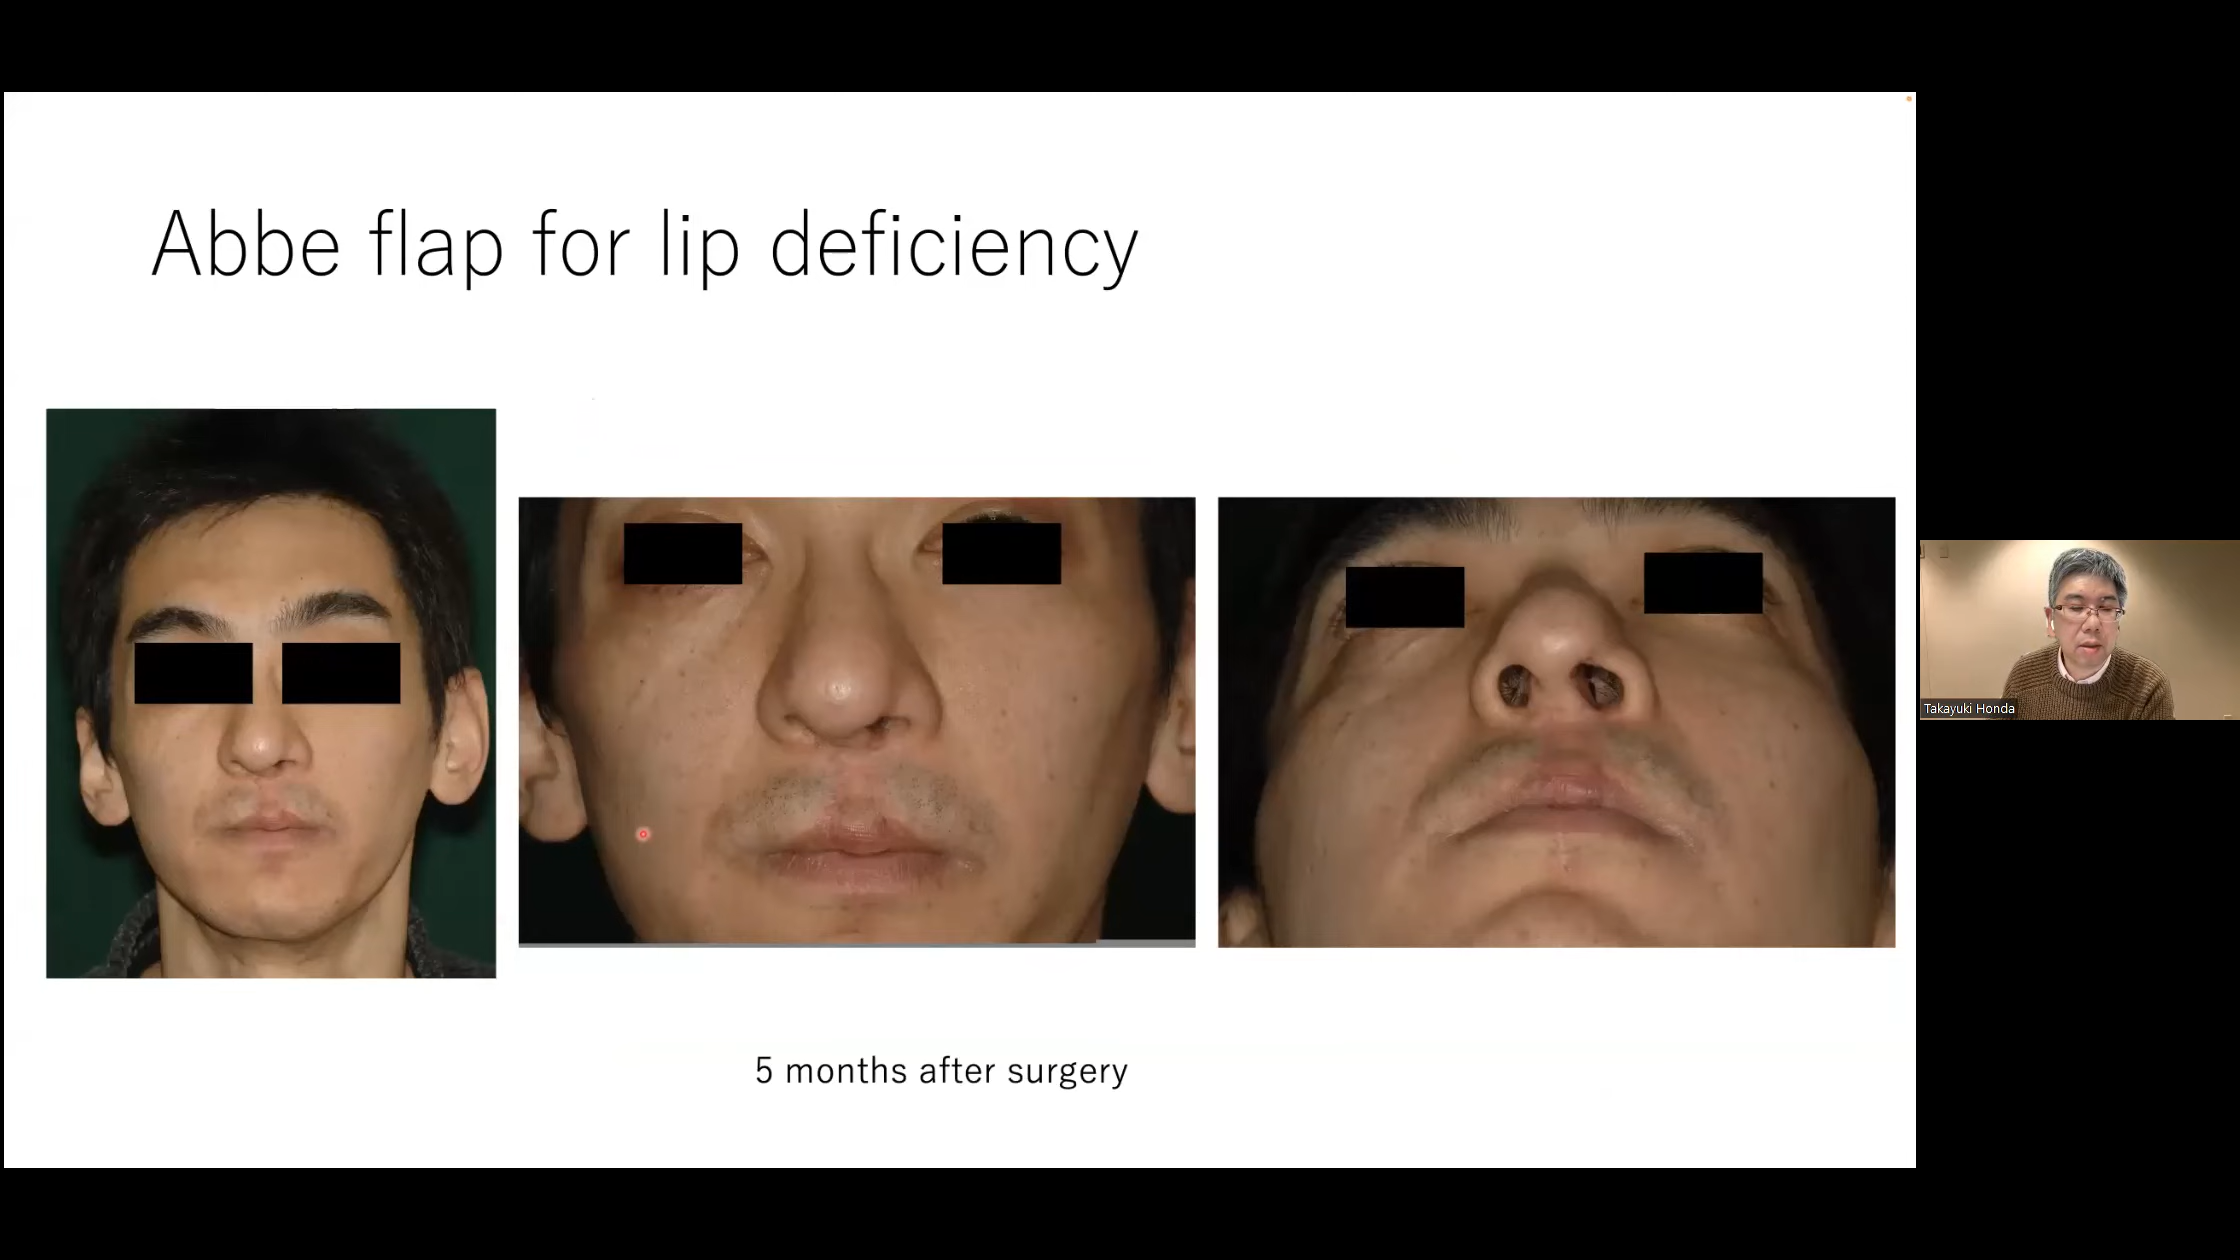 Abbe flap for lip deficiency
5 months after surgery
Takayuki Honda